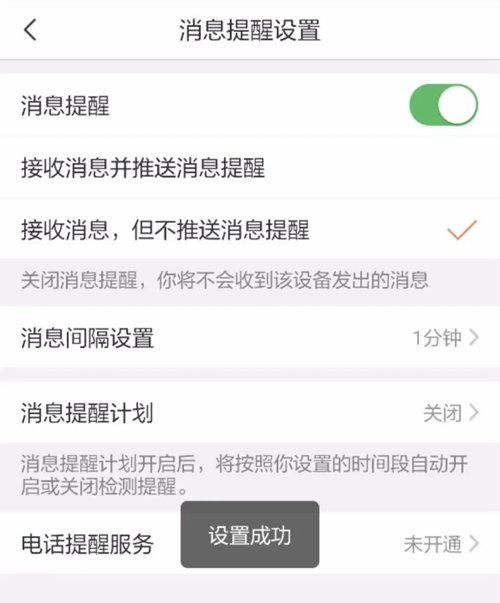 消息提醒设置
消息提醒
接收消息并推送消息提醒
接收消息，但不推送消息提醒
关闭消息提醒，你将不会收到该设备发出的消息
消息间隔设置 1分钟
消息提醒计划 关闭
消息提醒计划开启后，将按照你设置的时间段自动开
启或关闭检测提醒。
设置成功
电话提醒服务 未开通